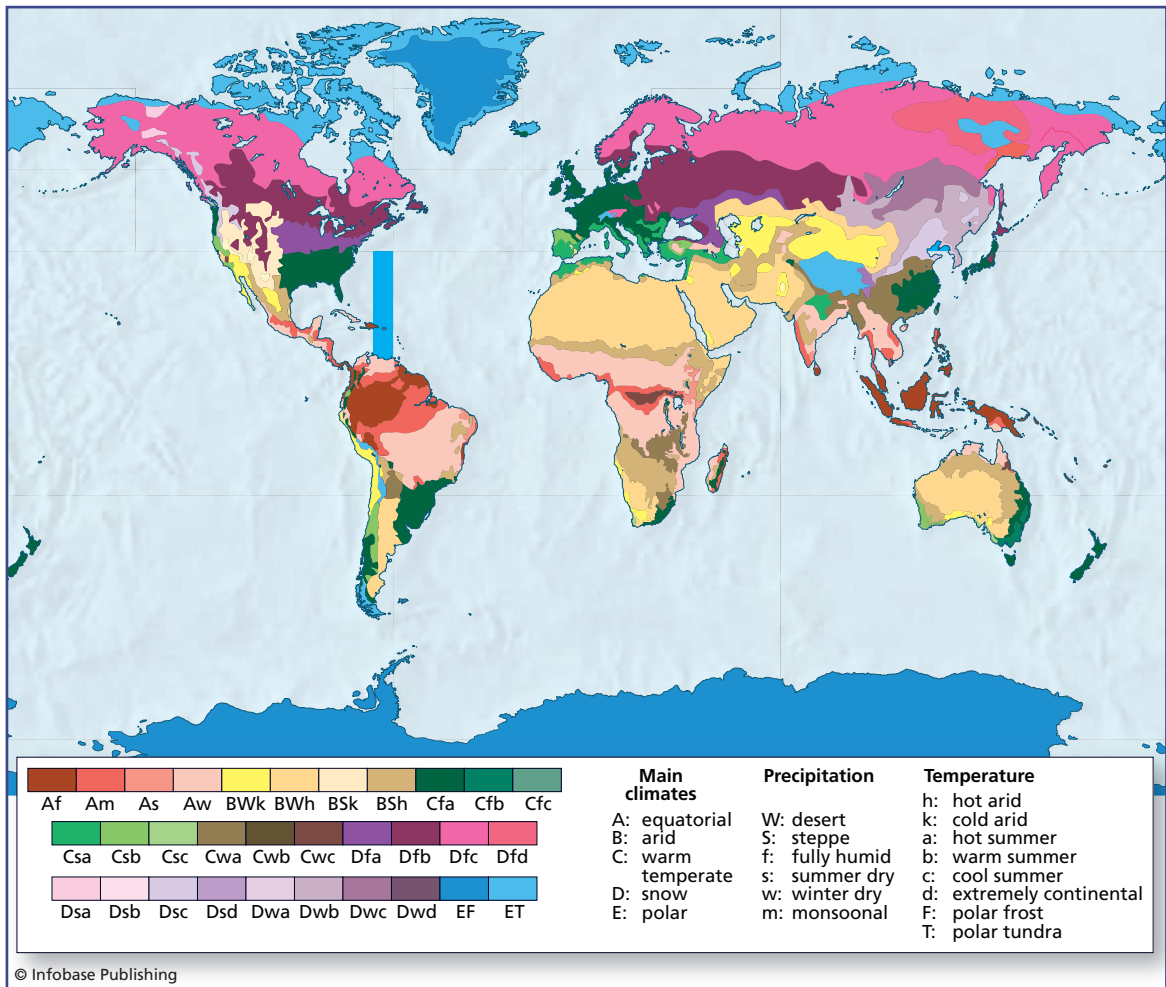 Af Am As Aw BWk BWh BSk BSh Cfa Cfb Cfc
Csa Csb Csc Cwa Cwb Cwc Dfa Dfb Dfc Dfd
Dsa Dsb Dsc Dsd Dwa Dwb Dwc Dwd EF ET
Main
climates
A: equatorial
B: arid
C: warm
temperate
D: snow
E: polar
Precipitation
W: desert
S: steppe
f: fully humid
s: summer dry
w: winter dry
m: monsoonal
Temperature
h: hot arid
k: cold arid
a: hot summer
b: warm summer
c: cool summer
d: extremely continental
F: polar frost
T: polar tundra
© Infobase Publishing